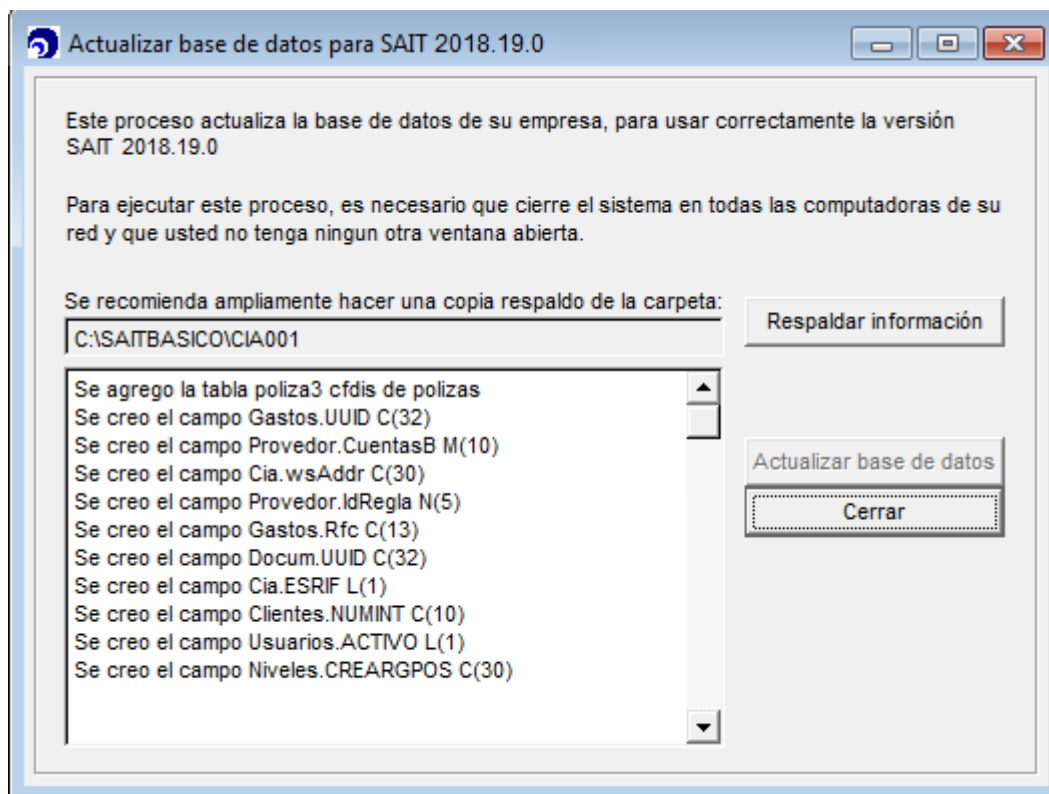 Actualizar base de datos para SAIT 2018.19.0
Este proceso actualiza la base de datos de su empresa, para usar correctamente la versión
SAIT 2018.19.0
Para ejecutar este proceso, es necesario que cierre el sistema en todas las computadoras de su
red y que usted no tenga ningun otra ventana abierta.
Se recomienda ampliamente hacer una copia respaldo de la carpeta:
C:\SAITBASICO\CIA001
Respaldar información
Se agrego la tabla poliza3 cfdis de polizas
Se creo el campo Gastos.UUID C(32)
Se creo el campo Provedor.CuentasB M(10)
Se creo el campo Cia.wsAddr C(30)
Se creo el campo Provedor.IdRegla N(5)
Se creo el campo Gastos.Rfc C(13)
Se creo el campo Docum.UUID C(32)
Se creo el campo Cia.ESRIF L(1)
Se creo el campo Clientes.NUMINT C(10)
Se creo el campo Usuarios.ACTIVO L(1)
Se creo el campo Niveles.CREARGPOS C(30)
Actualizar base de datos
Cerrar